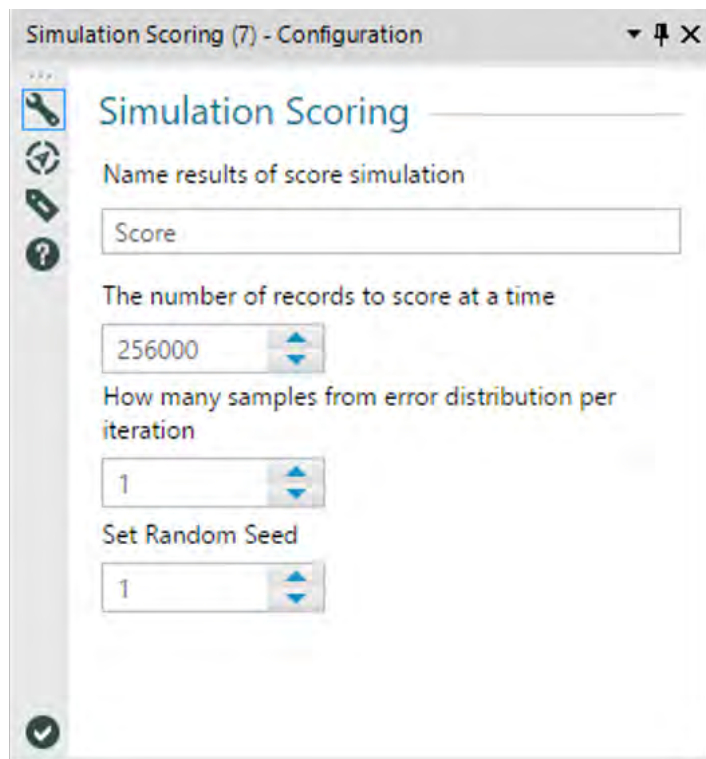 Simulation Scoring (7) - Configuration
Simulation Scoring
Name results of score simulation
Score
The number of records to score at a time
256000
How many samples from error distribution per
iteration
1
Set Random Seed
1